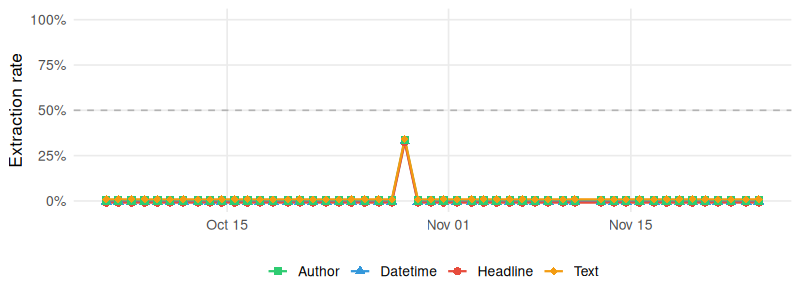 100%
75%
50%
25%
0%
Extraction rate
Oct 15 Nov 01 Nov 15
Author Datetime Headline Text